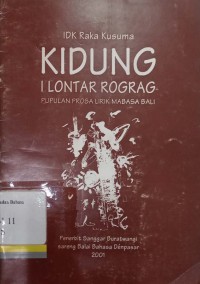 IDK Raka Kusuma
KIDUNG
I LONTAR ROGRAG
PUPULAN PROSA LIRIK MABASA BALI
11
Penerbit Sanggar Buratwangi
sareng Balai Bahasa Denpasar
2001